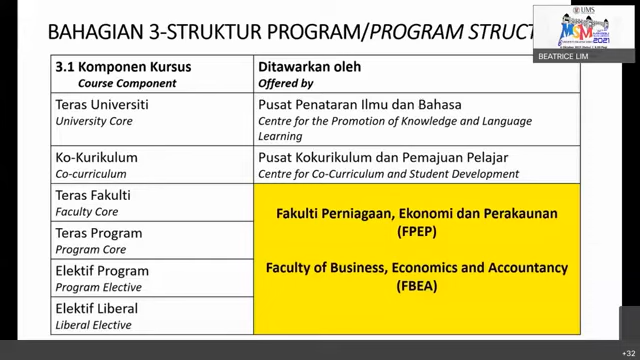 BAHAGIAN 3-STRUKTUR PROGRAM/PROGRAM STRUCT
UMS
MSM
2021
BEATRICE LIM
3.1 Komponen Kursus
Course Component
Ditawarkan oleh
Offered by
Teras Universiti
University Core
Pusat Penataran Ilmu dan Bahasa
Centre for the Promotion of Knowledge and Language
Learning
Ko-Kurikulum
Co-curriculum
Pusat Kokurikulum dan Pemajuan Pelajar
Centre for Co-Curriculum and Student Development
Teras Fakulti
Faculty Core
Teras Program
Program Core
Elektif Program
Program Elective
Elektif Liberal
Liberal Elective
Fakulti Perniagaan, Ekonomi dan Perakaunan
(FPEP)
Faculty of Business, Economics and Accountancy
(FBEA)
+32